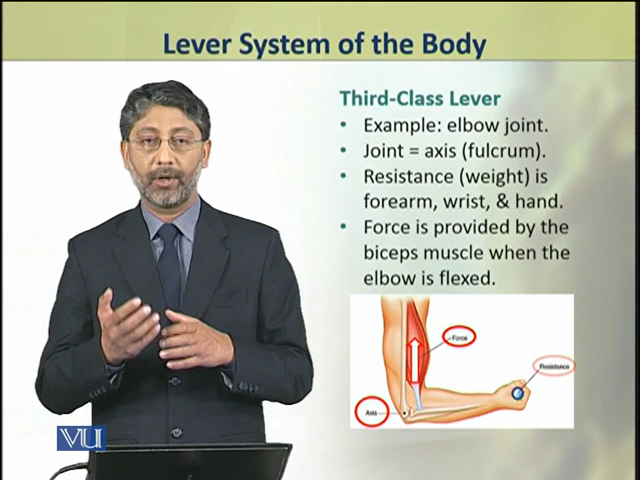 Lever System of the Body
Third-Class Lever
• Example: elbow joint.
• Joint = axis (fulcrum).
• Resistance (weight) is
forearm, wrist, & hand.
• Force is provided by the
biceps muscle when the
elbow is flexed.
Force
Resistance
Axis
VU